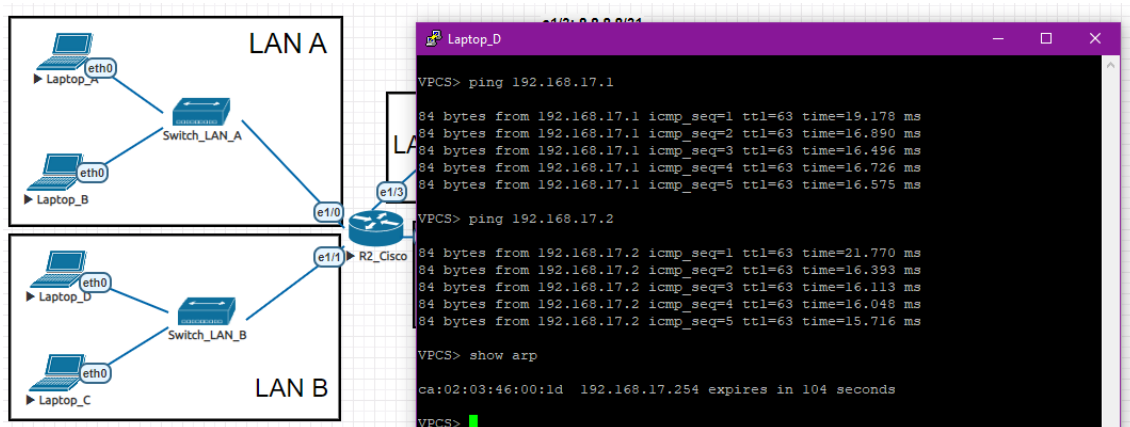 LAN A
eth0
Laptop_A
Switch_LAN_A
eth0
Laptop_B
e1/0
LA
e1/3
e1/1
R2_Cisco
eth0
Laptop_D
Switch_LAN_B
eth0
Laptop_C
LAN B
Laptop_D
VPCS> ping 192.168.17.1
84 bytes from 192.168.17.1 icmp_seq=1 ttl=63 time=19.178 ms
84 bytes from 192.168.17.1 icmp_seq=2 ttl=63 time=16.890 ms
84 bytes from 192.168.17.1 icmp_seq=3 ttl=63 time=16.496 ms
84 bytes from 192.168.17.1 icmp_seq=4 ttl=63 time=16.726 ms
84 bytes from 192.168.17.1 icmp_seq=5 ttl=63 time=16.575 ms
VPCS> ping 192.168.17.2
84 bytes from 192.168.17.2 icmp_seq=1 ttl=63 time=21.770 ms
84 bytes from 192.168.17.2 icmp_seq=2 ttl=63 time=16.393 ms
84 bytes from 192.168.17.2 icmp_seq=3 ttl=63 time=16.113 ms
84 bytes from 192.168.17.2 icmp_seq=4 ttl=63 time=16.048 ms
84 bytes from 192.168.17.2 icmp_seq=5 ttl=63 time=15.716 ms
VPCS> show arp
ca:02:03:46:00:1d 192.168.17.254 expires in 104 seconds
VPCS>